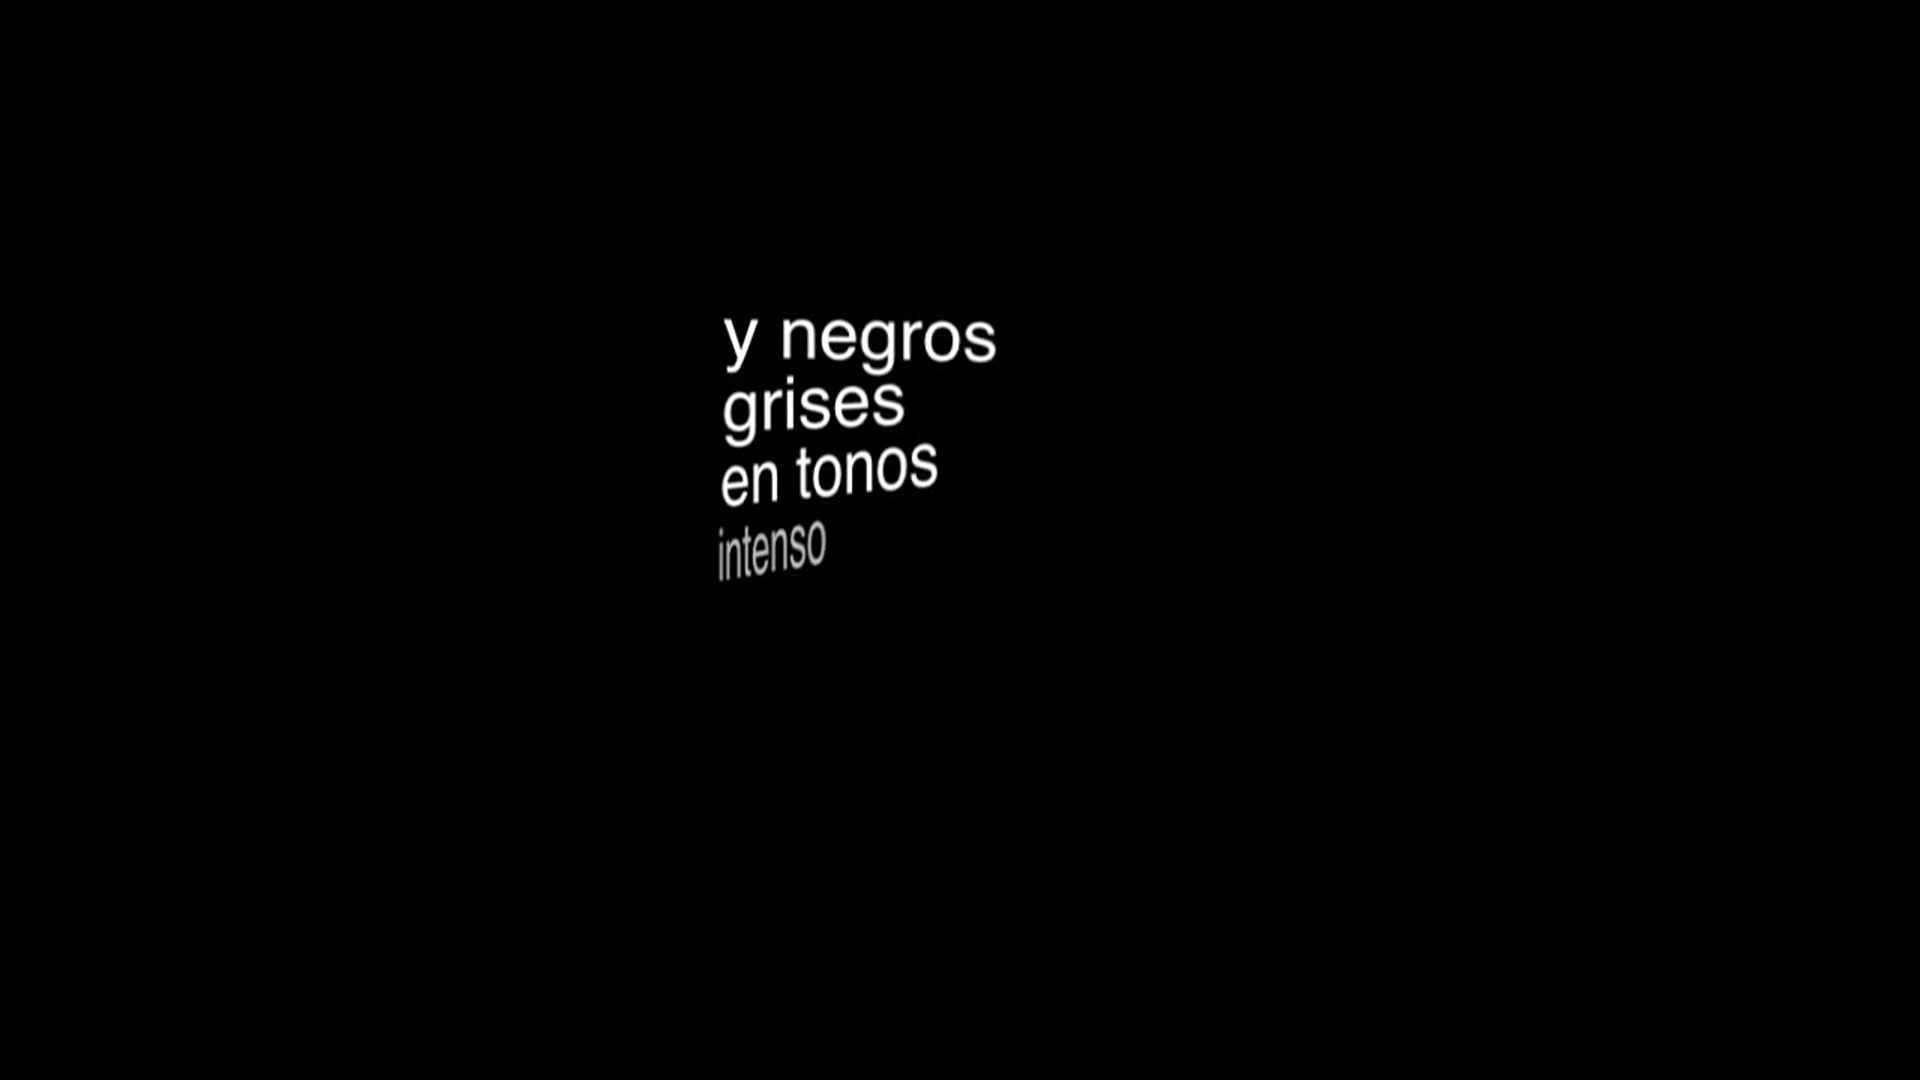 y negros
grises
en tonos
intenso